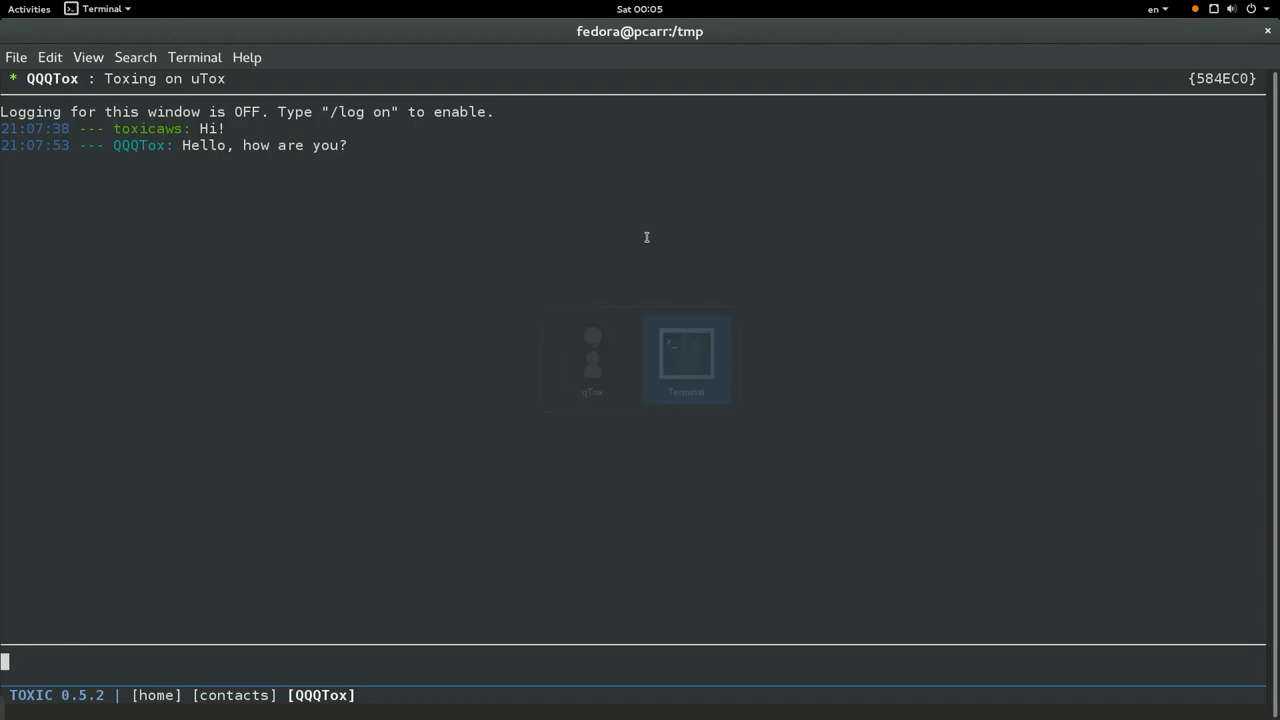 Activities Terminal Sat 00:05 en
fedora@pcarr:/tmp ×
File Edit View Search Terminal Help
* QQQTox : Toxing on uTox {584EC0}
Logging for this window is OFF. Type "/log on" to enable.
21:07:38 --- toxicaws: Hi!
21:07:53 --- QQQTox: Hello, how are you?
>_
qTox Terminal
TOXIC 0.5.2 | [home] [contacts] [QQQTox]